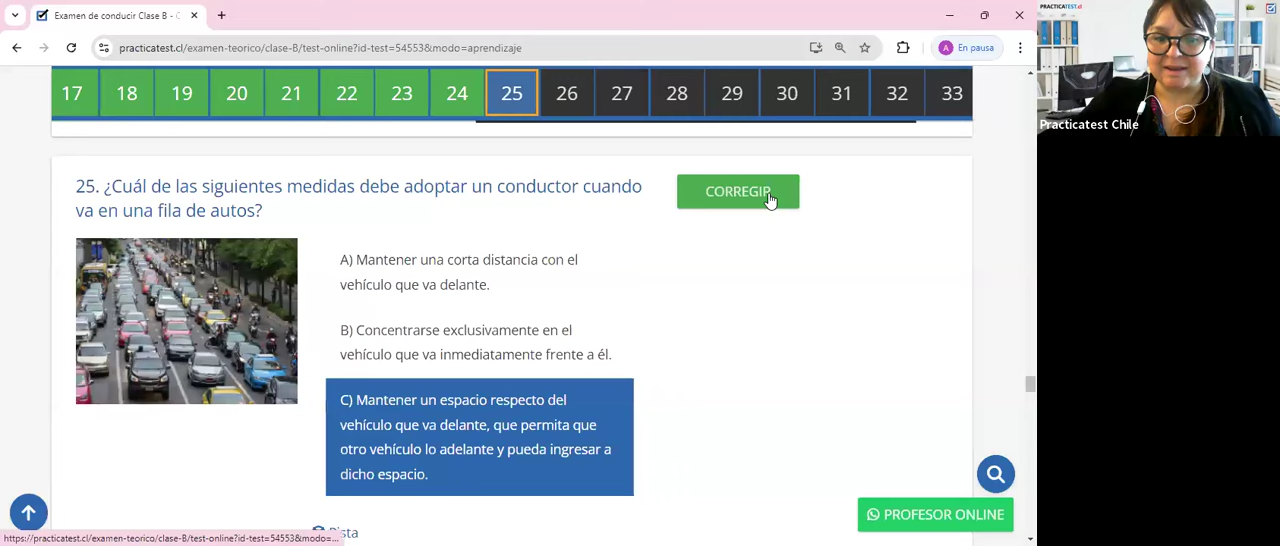 Examen de conducir Clase B - C
practicatest.cl/examen-teorico/clase-B/test-online?id-test=54553&modo=aprendizaje
A En pausa
PRACTICATEST.cl
Practicatest Chile
17 18 19 20 21 22 23 24 25 26 27 28 29 30 31 32 33
25. ¿Cuál de las siguientes medidas debe adoptar un conductor cuando
va en una fila de autos?
CORREGIR
A) Mantener una corta distancia con el
vehículo que va delante.
B) Concentrarse exclusivamente en el
vehículo que va inmediatamente frente a él.
C) Mantener un espacio respecto del
vehículo que va delante, que permita que
otro vehículo lo adelante y pueda ingresar a
dicho espacio.
Pista
PROFESOR ONLINE
https://practicatest.cl/examen-teorico/clase-B/test-online?id-test=54553&modo=...